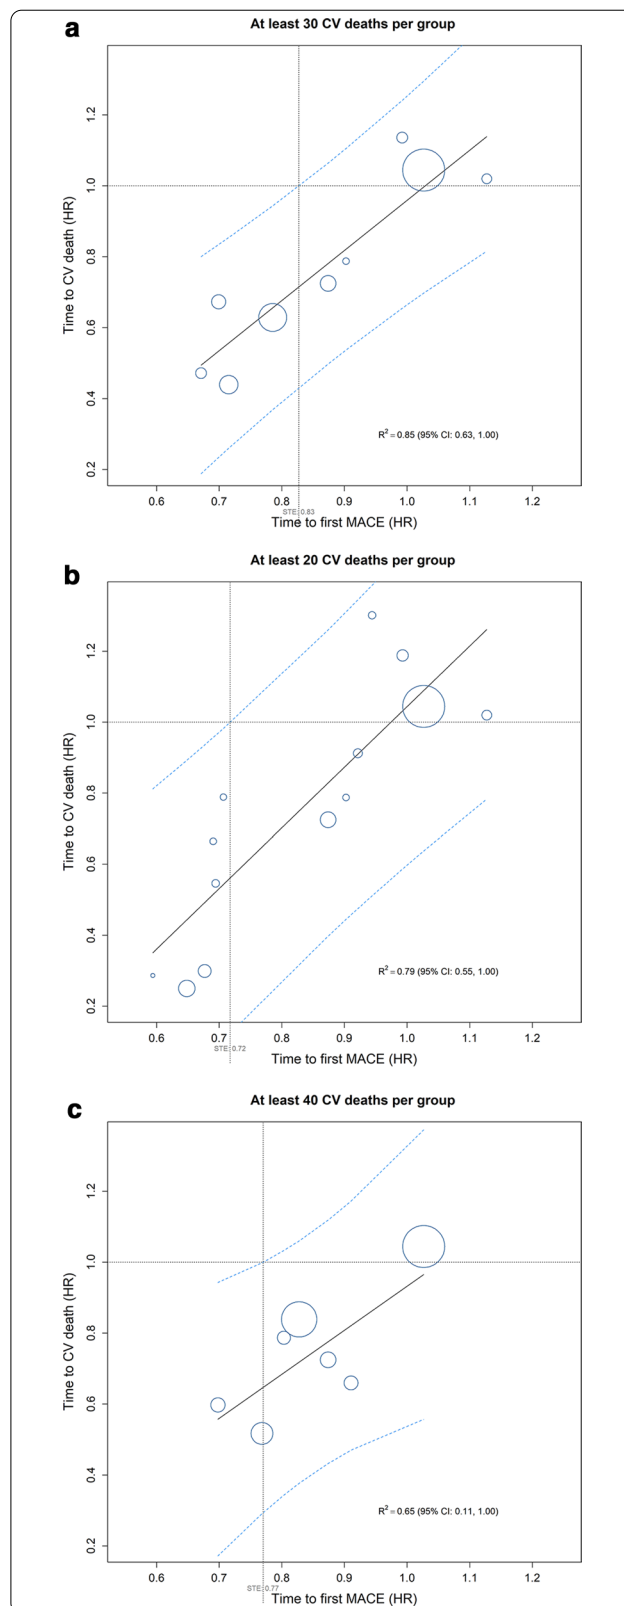 a
At least 30 CV deaths per group
Time to CV death (HR)
1.2
1.0
0.8
0.6
0.4
0.2
R² = 0.85 (95% CI: 0.63, 1.00)
0.6 0.7 0.8 0.9 1.0 1.1 1.2
STE: 0.83
Time to first MACE (HR)
b
At least 20 CV deaths per group
Time to CV death (HR)
1.2
1.0
0.8
0.6
0.4
0.2
R² = 0.79 (95% CI: 0.55, 1.00)
0.6 0.7 0.8 0.9 1.0 1.1 1.2
STE: 0.72
Time to first MACE (HR)
c
At least 40 CV deaths per group
Time to CV death (HR)
1.2
1.0
0.8
0.6
0.4
0.2
R² = 0.65 (95% CI: 0.11, 1.00)
0.6 0.7 0.8 0.9 1.0 1.1 1.2
STE: 0.77
Time to first MACE (HR)